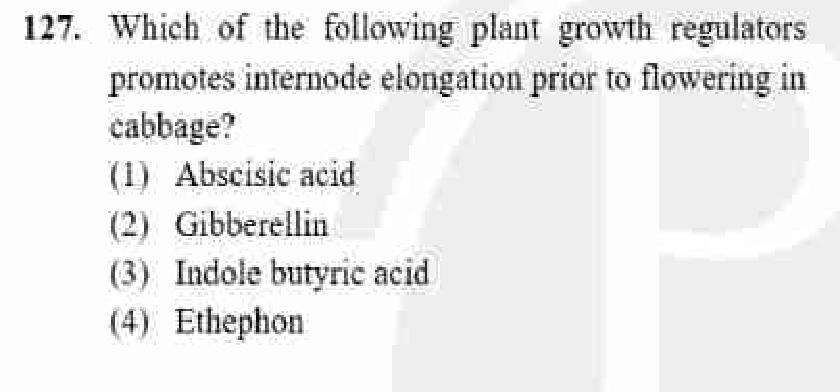 127. Which of the following plant growth regulators
promotes internode elongation prior to flowering in
cabbage?
(1) Abscisic acid
(2) Gibberellin
(3) Indole butyric acid
(4) Ethephon